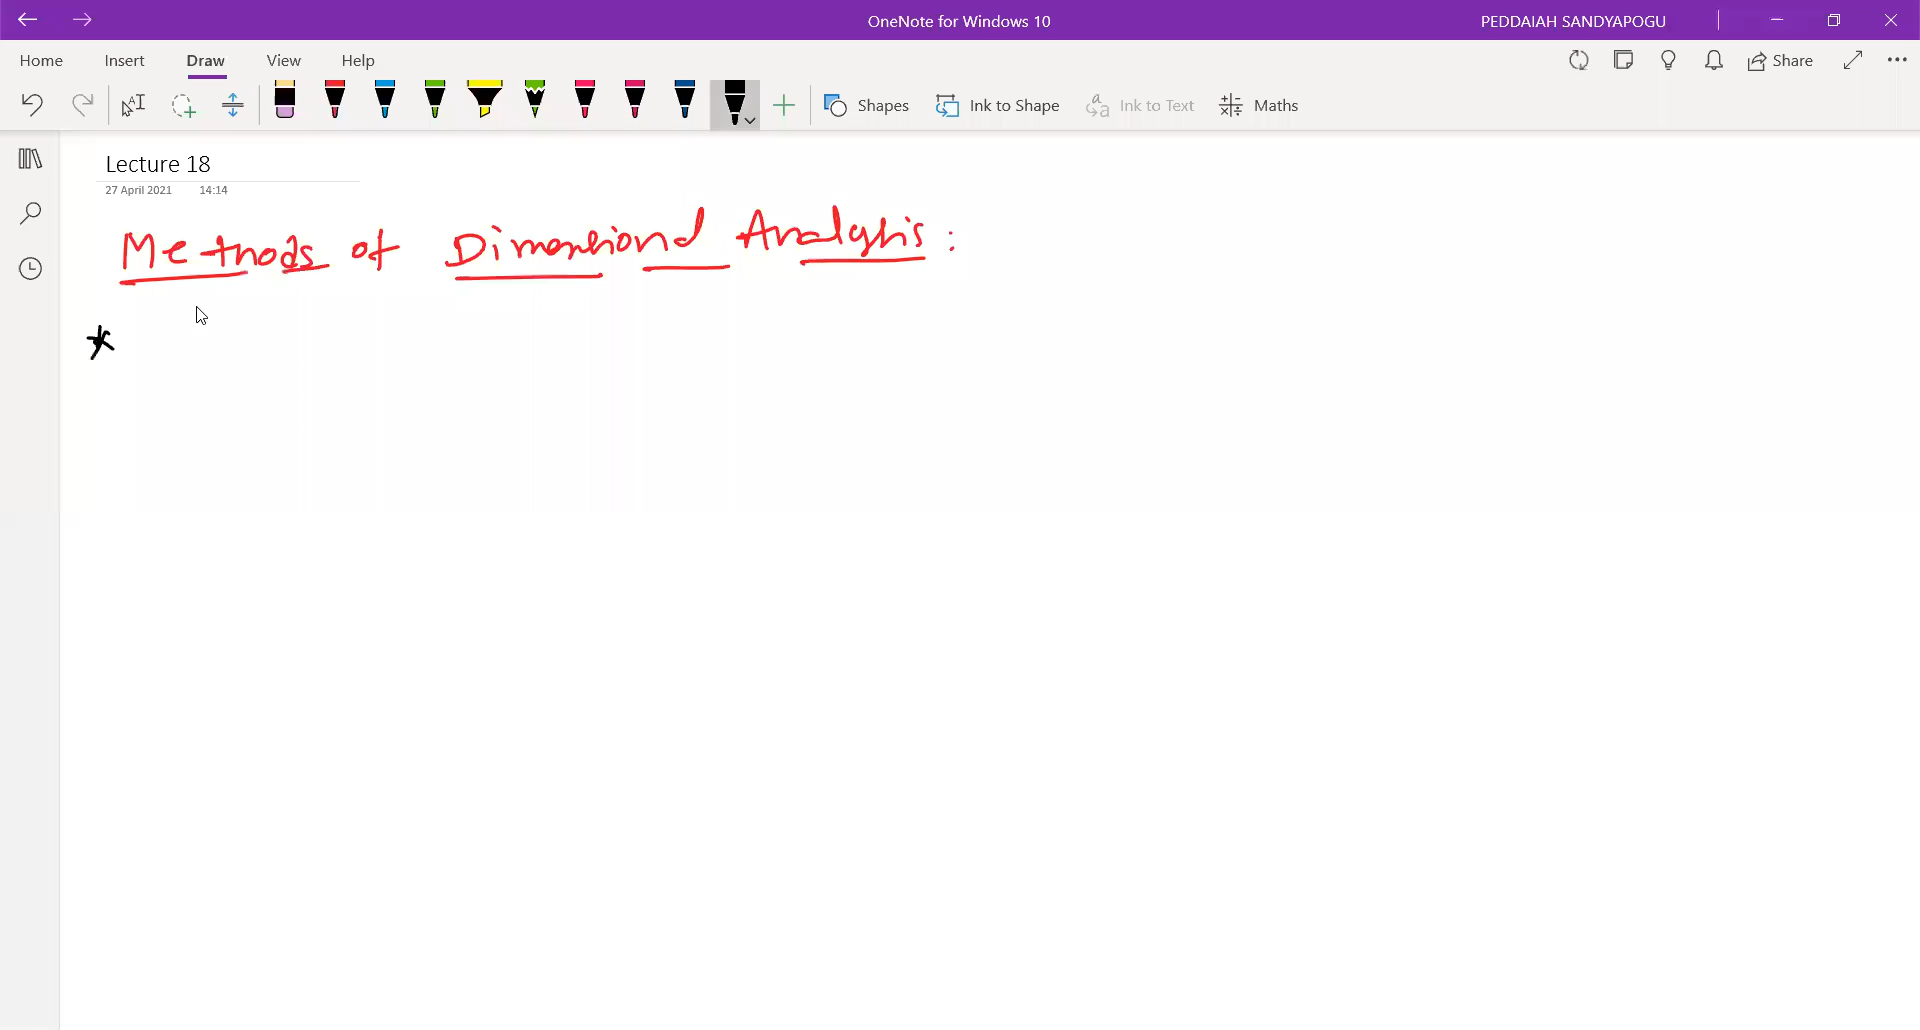 OneNote for Windows 10
PEDDAIAH SANDYAPOGU
Home Insert Draw View Help
Share
Shapes Ink to Shape Ink to Text Maths
Lecture 18
27 April 2021 14:14
Methods of Dimensional Analysis :
*